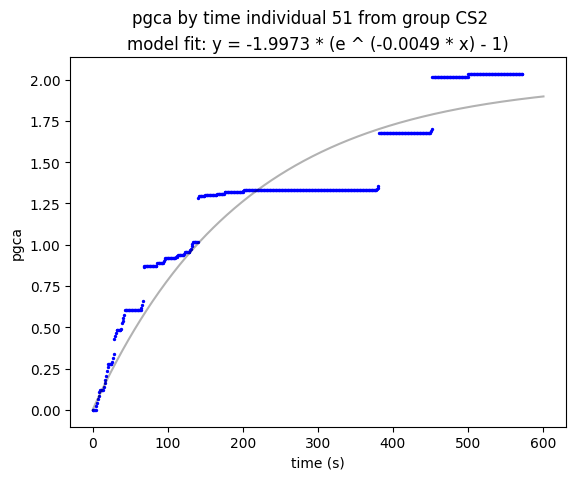 pgca by time individual 51 from group CS2
model fit: y = -1.9973 * (e ^ (-0.0049 * x) - 1)
2.00
1.75
1.50
1.25
1.00
0.75
0.50
0.25
0.00
pgca
0 100 200 300 400 500 600
time (s)